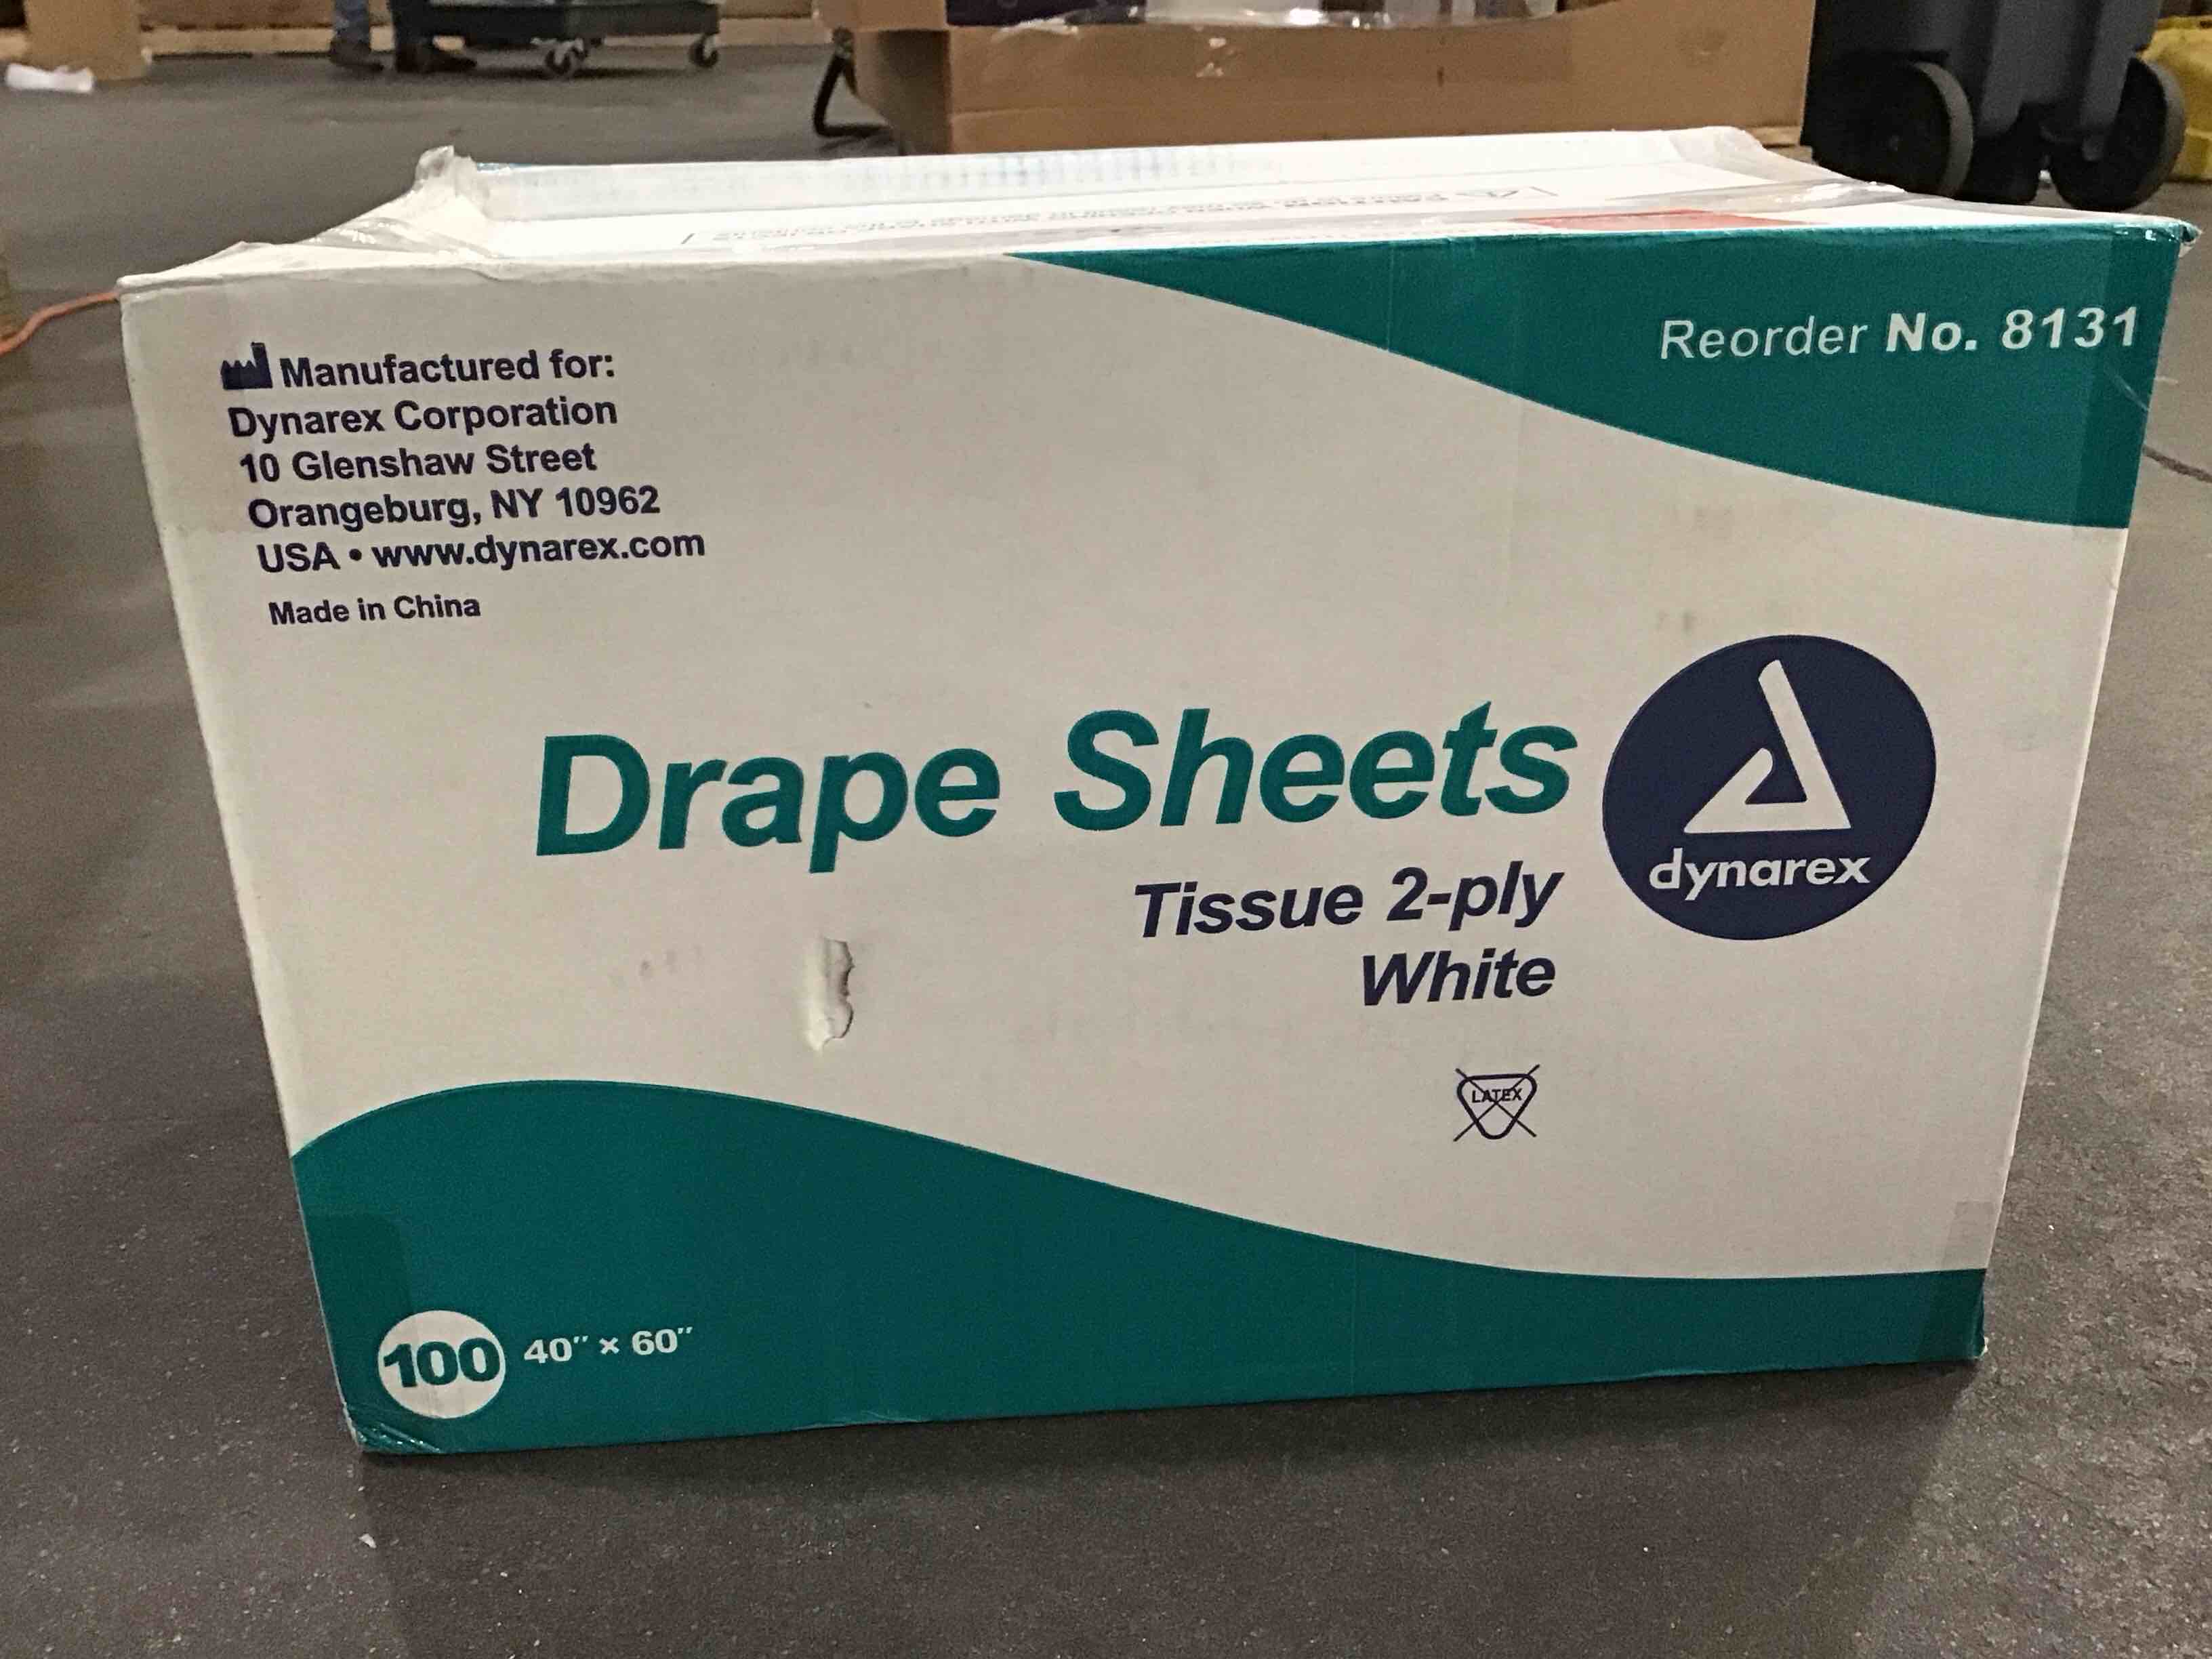 Manufactured for:
Dynarex Corporation
10 Glenshaw Street
Orangeburg, NY 10962
USA • www.dynarex.com
Made in China
Reorder No. 8131
Drape Sheets
Tissue 2-ply
White
dynarex
LATEX
100 40" × 60"